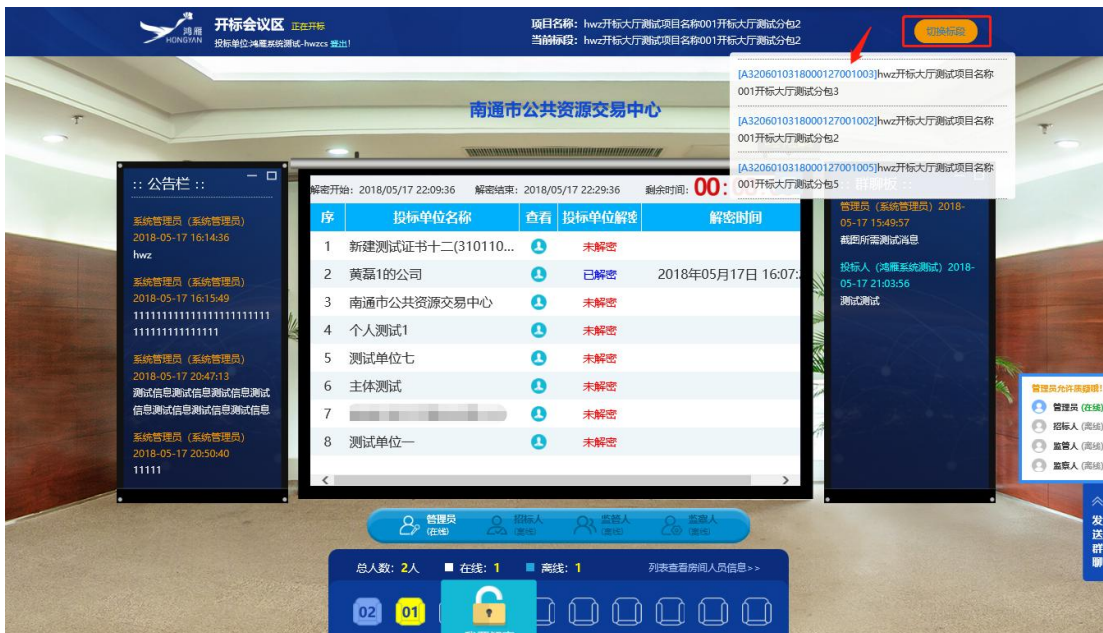 鸿雁
HONGYAN
开标会议区 正在开标
投标单位:鸿雁系统测试-hwzcs 登出!
项目名称：hwz开标大厅测试项目名称001开标大厅测试分包2
当前标段：hwz开标大厅测试项目名称001开标大厅测试分包2
切换标段
[A3206010318000127001003]hwz开标大厅测试项目名称
001开标大厅测试分包3
[A3206010318000127001002]hwz开标大厅测试项目名称
001开标大厅测试分包2
[A3206010318000127001005]hwz开标大厅测试项目名称
001开标大厅测试分包5
南通市公共资源交易中心
:: 公告栏 ::
系统管理员（系统管理员）
2018-05-17 16:14:36
hwz
系统管理员（系统管理员）
2018-05-17 16:15:49
1111111111111111111111111
111111111111111
系统管理员（系统管理员）
2018-05-17 20:47:13
测试信息测试信息测试信息测试
信息测试信息测试信息测试信息
系统管理员（系统管理员）
2018-05-17 20:50:40
11111
解密开始：2018/05/17 22:09:36 解密结束：2018/05/17 22:29:36 剩余时间：00:
序 投标单位名称 查看 投标单位解密 解密时间
1 新建测试证书十二(310110... 未解密
2 黄磊1的公司 已解密 2018年05月17日 16:07:
3 南通市公共资源交易中心 未解密
4 个人测试1 未解密
5 测试单位七 未解密
6 主体测试 未解密
7 未解密
8 测试单位一 未解密
:: 群聊板 ::
管理员（系统管理员）2018-
05-17 15:49:57
截图所需测试消息
投标人（鸿雁系统测试）2018-
05-17 21:03:56
测试测试
管理员允许质疑哦!
管理员 (在线)
招标人 (离线)
监管人 (离线)
监察人 (离线)
发送群聊
管理员
(在线)
招标人
(离线)
监管人
(离线)
监察人
(离线)
总人数：2人 在线：1 离线：1 列表查看房间人员信息>>
02 01